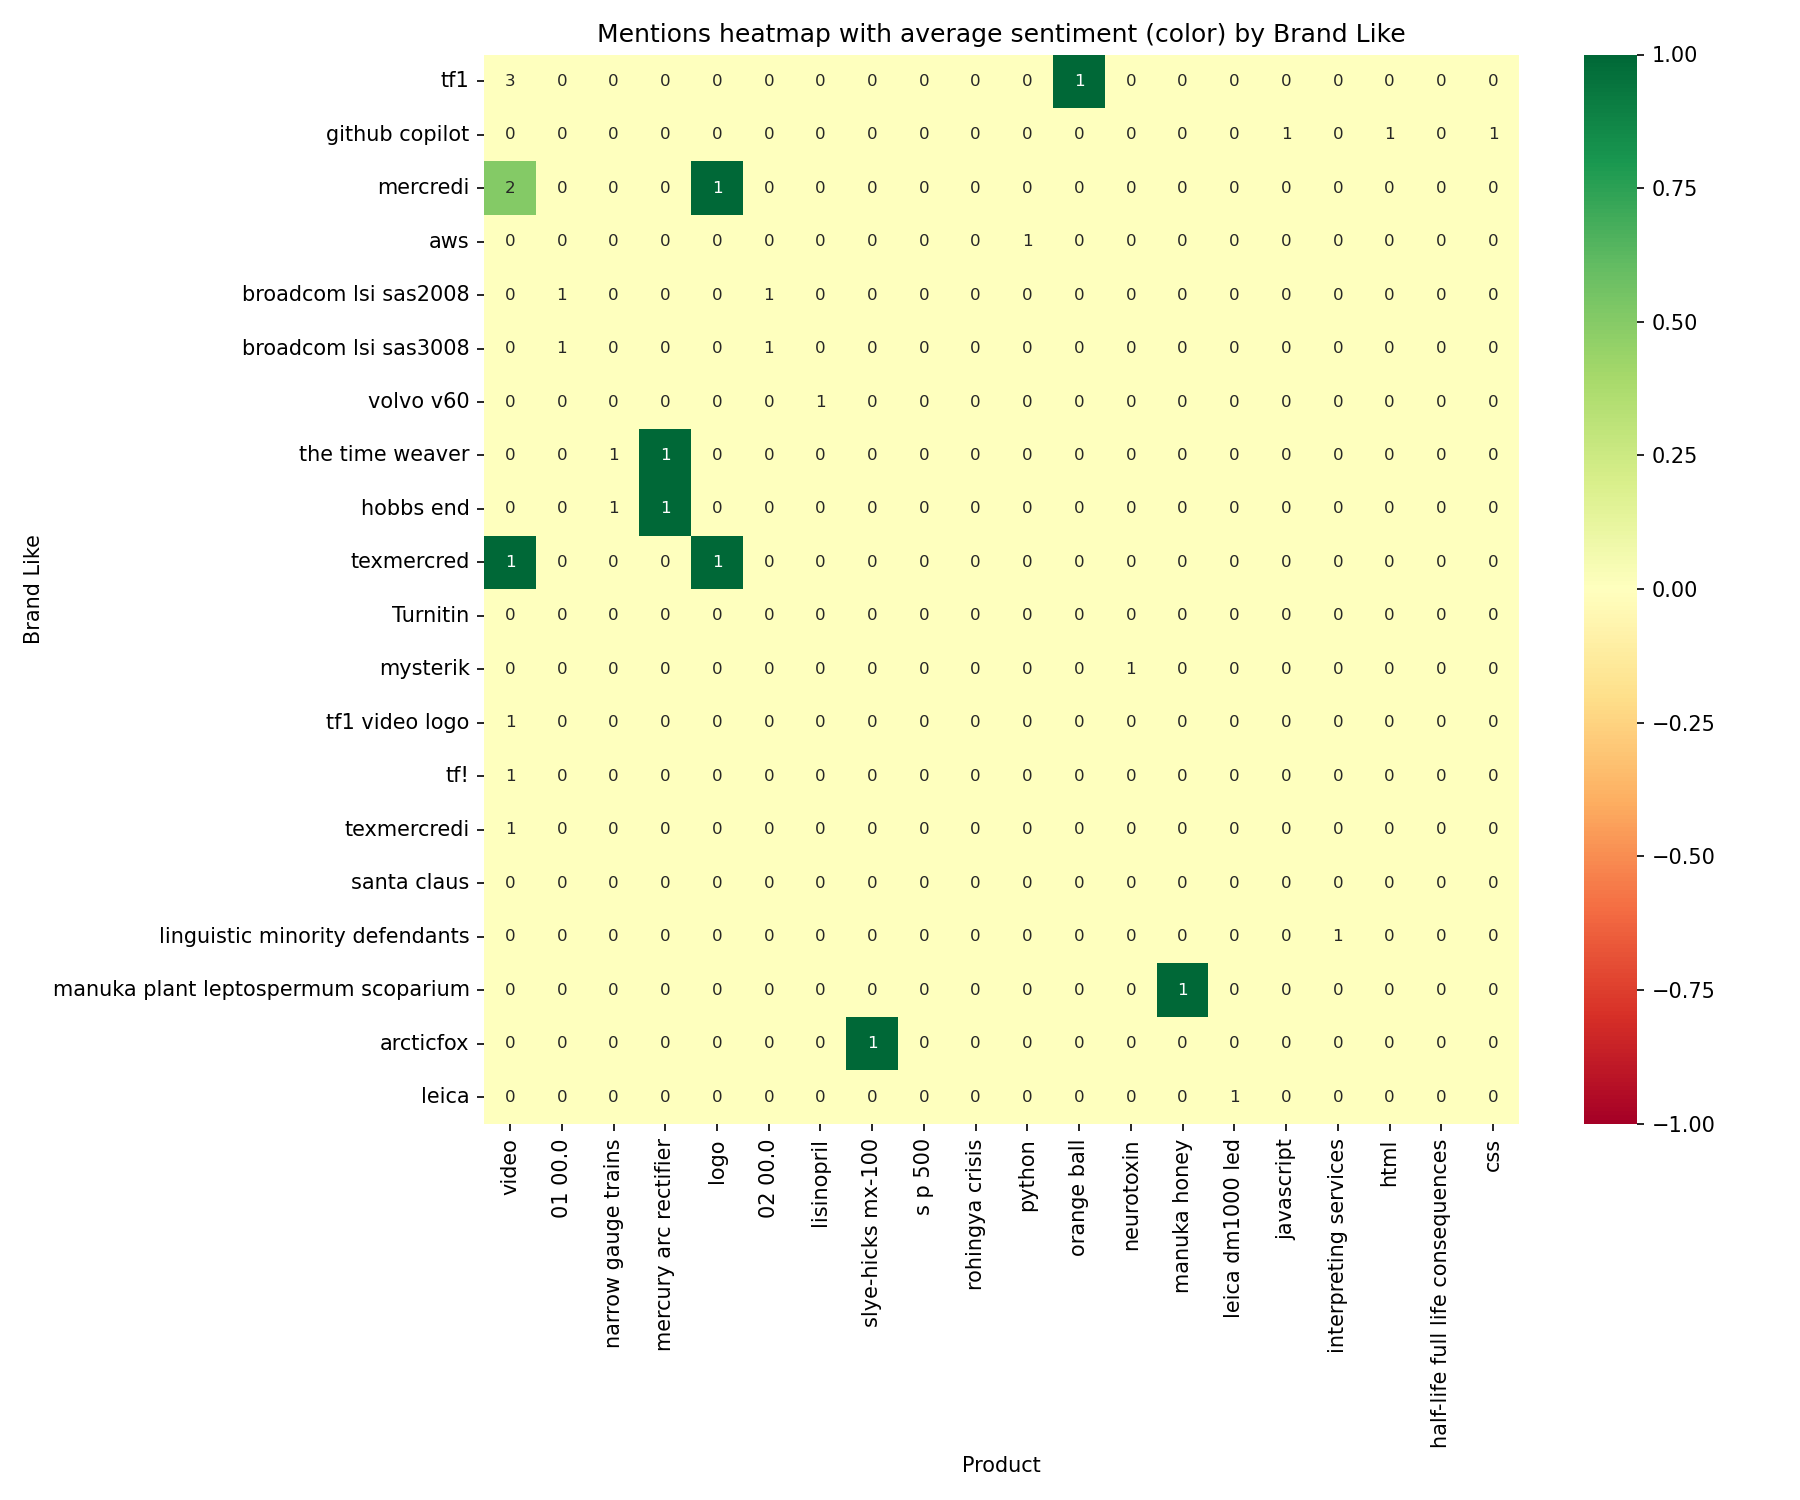 Mentions heatmap with average sentiment (color) by Brand Like
tf1 3 0 0 0 0 0 0 0 0 0 0 1 0 0 0 0 0 0 0 0
github copilot 0 0 0 0 0 0 0 0 0 0 0 0 0 0 0 1 0 1 0 1
mercredi 2 0 0 0 1 0 0 0 0 0 0 0 0 0 0 0 0 0 0 0
aws 0 0 0 0 0 0 0 0 0 0 1 0 0 0 0 0 0 0 0 0
broadcom lsi sas2008 0 1 0 0 0 1 0 0 0 0 0 0 0 0 0 0 0 0 0 0
broadcom lsi sas3008 0 1 0 0 0 1 0 0 0 0 0 0 0 0 0 0 0 0 0 0
volvo v60 0 0 0 0 0 0 1 0 0 0 0 0 0 0 0 0 0 0 0 0
the time weaver 0 0 1 1 0 0 0 0 0 0 0 0 0 0 0 0 0 0 0 0
hobbs end 0 0 1 1 0 0 0 0 0 0 0 0 0 0 0 0 0 0 0 0
texmercred 1 0 0 0 1 0 0 0 0 0 0 0 0 0 0 0 0 0 0 0
Turnitin 0 0 0 0 0 0 0 0 0 0 0 0 0 0 0 0 0 0 0 0
mysterik 0 0 0 0 0 0 0 0 0 0 0 0 1 0 0 0 0 0 0 0
tf1 video logo 1 0 0 0 0 0 0 0 0 0 0 0 0 0 0 0 0 0 0 0
tf! 1 0 0 0 0 0 0 0 0 0 0 0 0 0 0 0 0 0 0 0
texmercredi 1 0 0 0 0 0 0 0 0 0 0 0 0 0 0 0 0 0 0 0
santa claus 0 0 0 0 0 0 0 0 0 0 0 0 0 0 0 0 0 0 0 0
linguistic minority defendants 0 0 0 0 0 0 0 0 0 0 0 0 0 0 0 0 1 0 0 0
manuka plant leptospermum scoparium 0 0 0 0 0 0 0 0 0 0 0 0 0 1 0 0 0 0 0 0
arcticfox 0 0 0 0 0 0 0 1 0 0 0 0 0 0 0 0 0 0 0 0
leica 0 0 0 0 0 0 0 0 0 0 0 0 0 0 1 0 0 0 0 0
Brand Like
video
01 00.0
narrow gauge trains
mercury arc rectifier
logo
02 00.0
lisinopril
slye-hicks mx-100
s p 500
rohingya crisis
python
orange ball
neurotoxin
manuka honey
leica dm1000 led
javascript
interpreting services
html
half-life full life consequences
css
Product
1.00
0.75
0.50
0.25
0.00
−0.25
−0.50
−0.75
−1.00